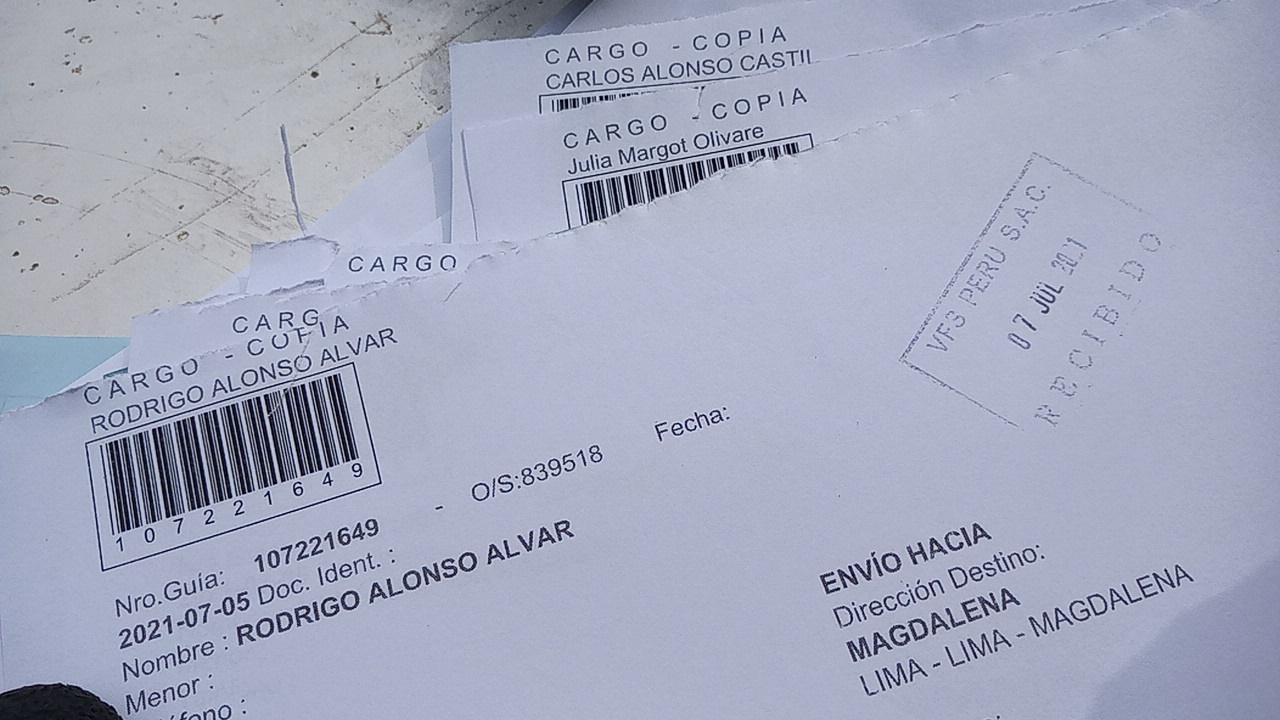 CARGO - COPIA
CARLOS ALONSO CASTIL
CARGO - COPIA
Julia Margot Olivare
CARGO
CARG
CARGO - COPIA
RODRIGO ALONSO ALVAR
107221649
Nro.Guía: 107221649 - O/S:839518 Fecha:
2021-07-05 Doc. Ident. :
Nombre : RODRIGO ALONSO ALVAR
Menor :
éfono :
VFS PERU S.A.C.
07 JUL 2021
RECIBIDO
ENVÍO HACIA
Dirección Destino:
MAGDALENA
LIMA - LIMA - MAGDALENA